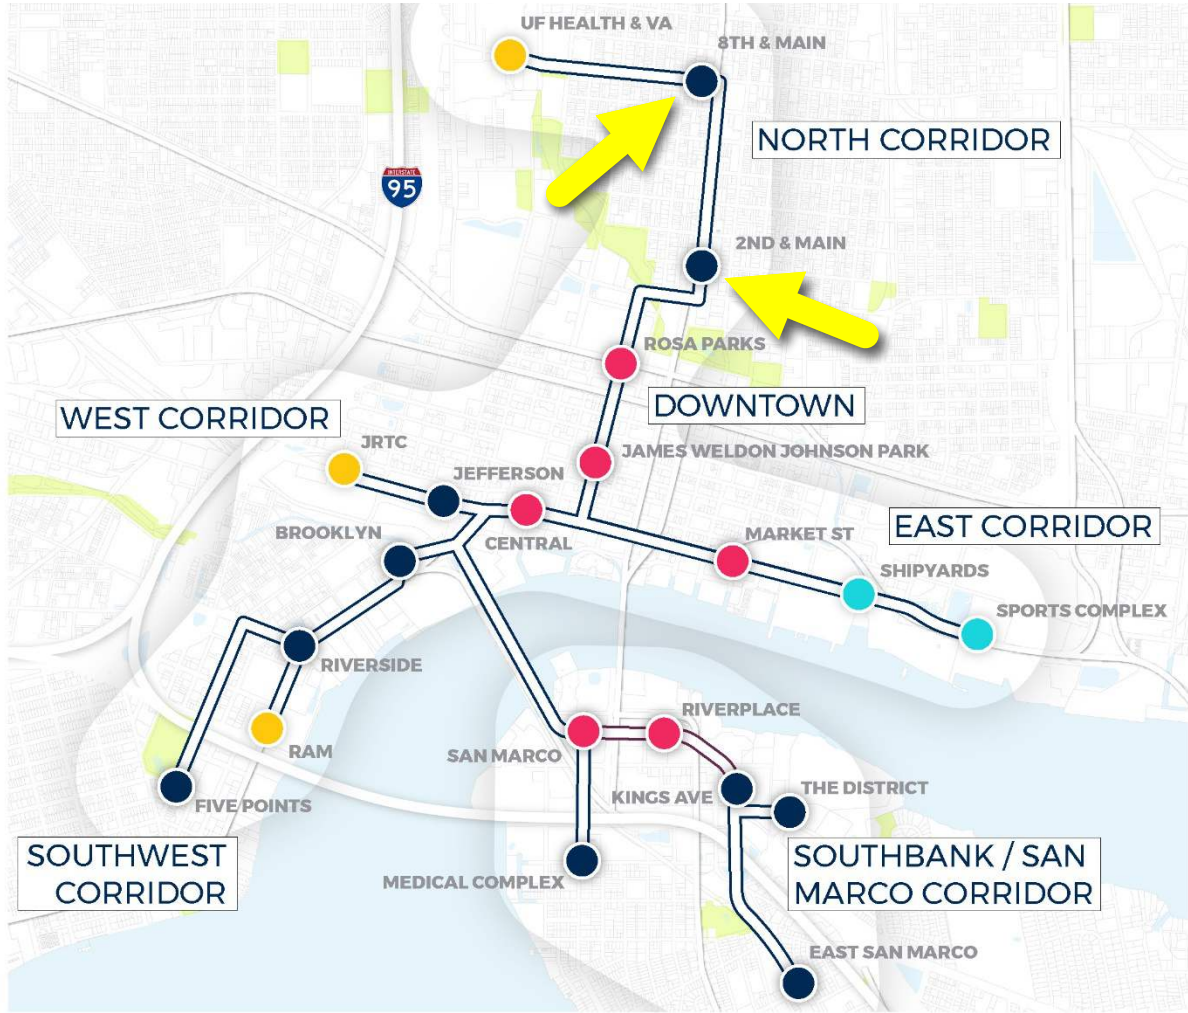 UF HEALTH & VA
8TH & MAIN
NORTH CORRIDOR
INTERSTATE
95
2ND & MAIN
ROSA PARKS
WEST CORRIDOR
DOWNTOWN
JRTC
JAMES WELDON JOHNSON PARK
JEFFERSON
EAST CORRIDOR
BROOKLYN
CENTRAL
MARKET ST
SHIPYARDS
SPORTS COMPLEX
RIVERSIDE
RIVERPLACE
RAM
SAN MARCO
KINGS AVE
THE DISTRICT
FIVE POINTS
SOUTHWEST
CORRIDOR
SOUTHBANK / SAN
MARCO CORRIDOR
MEDICAL COMPLEX
EAST SAN MARCO